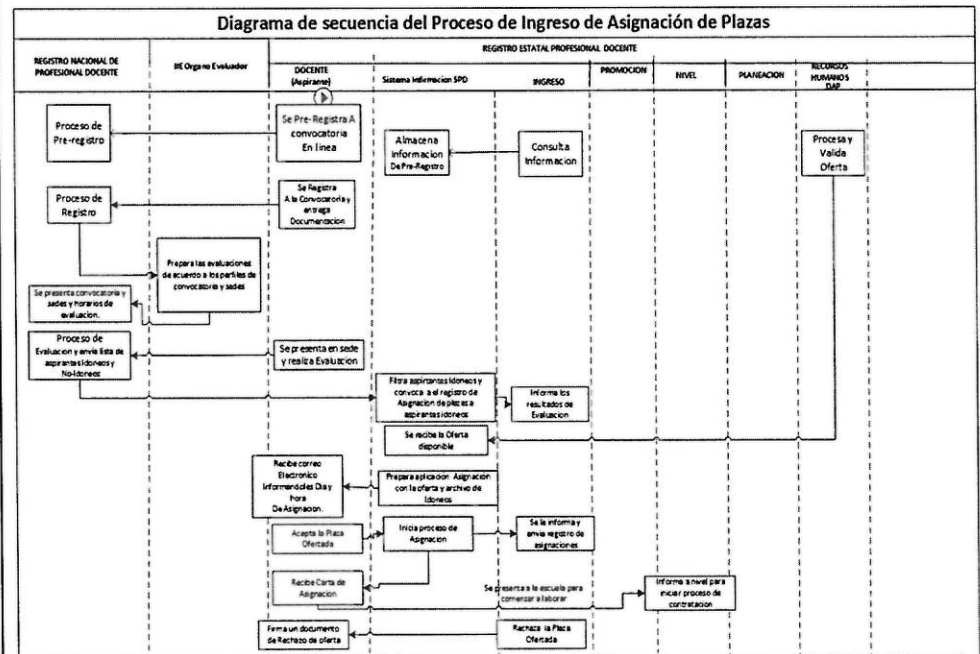 Diagrama de secuencia del Proceso de Ingreso de Asignación de Plazas
REGISTRO ESTATAL PROFESIONAL DOCENTE
REGISTRO NACIONAL DE
PROFESIONAL DOCENTE
IIE Organo Evaluador
DOCENTE
(Aspirante)
Sistema Informacion SPD
INGRESO
PROMOCION
NIVEL
PLANEACION
RECURSOS
HUMANOS
DAP
Proceso de
Pre-registro
Se Pre-Registra A
convocatoria
En linea
Almacena
Informacion
De Pre-Registro
Consulta
Informacion
Procesa y
Valida
Oferta
Proceso de
Registro
Se Registra
A la Convocatoria y
entrega
Documentacion
Prepara las evaluaciones
de acuerdo a los perfiles de
convocatoria y sedes
Se presenta convocatoria y
sedes y horarios de
evaluacion.
Proceso de
Evaluacion y envia lista de
aspirantes Idoneos y
No-Idoneos
Se presenta en sede
y realiza Evaluacion
Filtra aspirtantes Idoneos y
convoca a el registro de
Asignacion de plazas a
aspirantes idoneos
Informa los
resultados de
Evaluacion
Se recibe la Oferta
disponible
Recibe correo
Electronico
Informandoles Dia y
hora
De Asignacion.
Prepara aplicacion Asignacion
con la oferta y archivo de
Idoneos
Acepta la Plaza
Ofertada
Inicia proceso de
Asignacion
Se le informa y
envia registro de
asignaciones
Recibe Carta de
Asignacion
Se presenta a la escuela para
comenzar a laborar
Informa a nivel para
iniciar proceso de
contratacion
Firma un documento
de Rechazo de oferta
Rechaza la Plaza
Ofertada